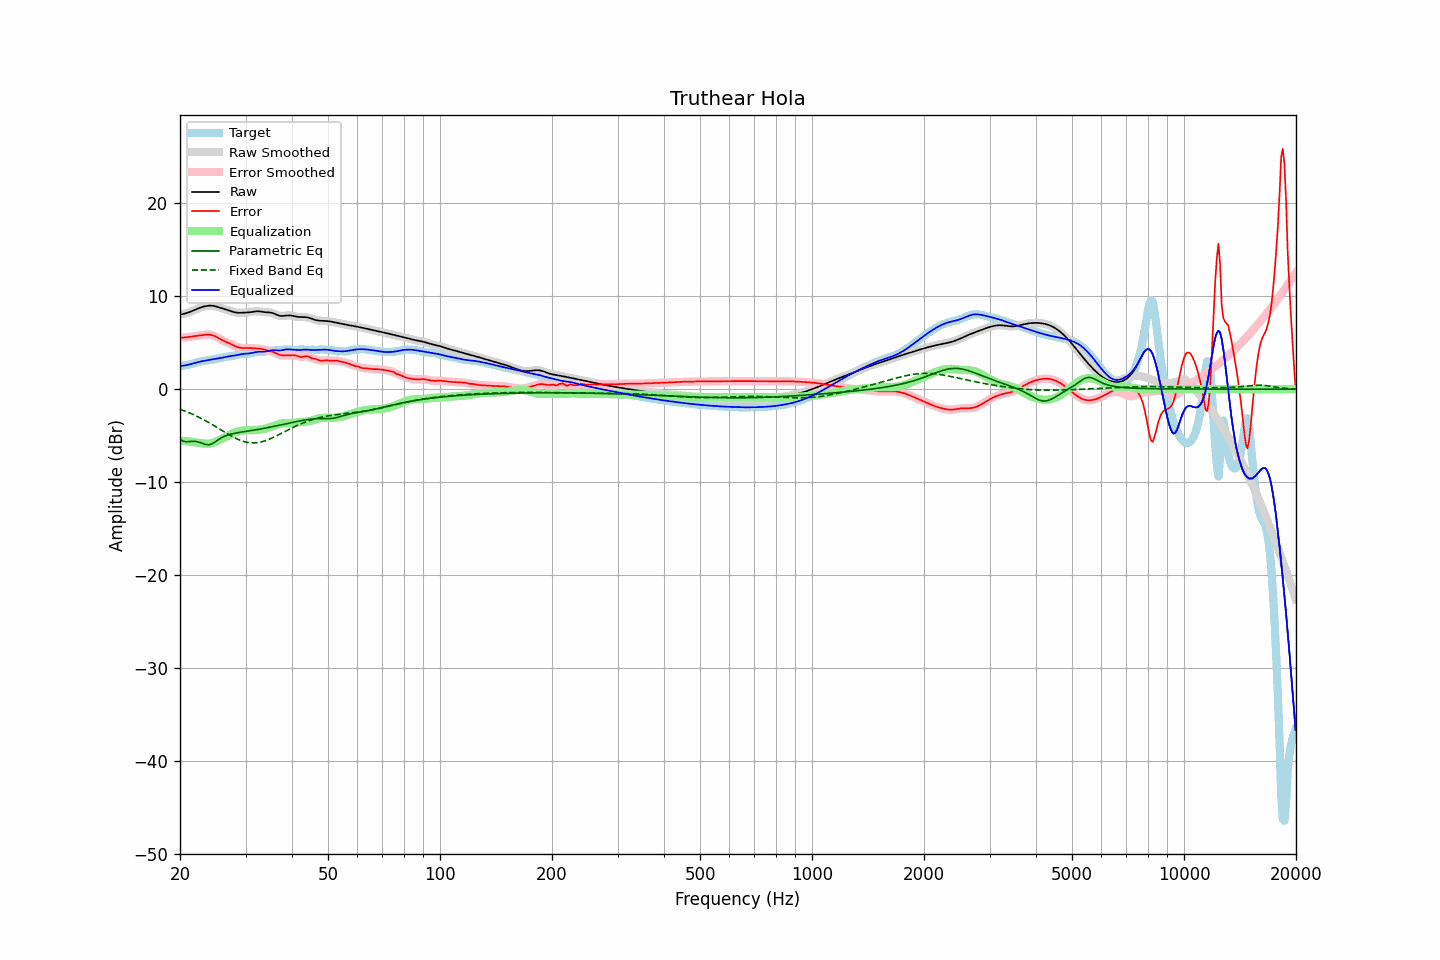 Truthear Hola
Target
Raw Smoothed
Error Smoothed
Raw
Error
Equalization
Parametric Eq
Fixed Band Eq
Equalized
20
10
0
−10
−20
−30
−40
−50
Amplitude (dBr)
20 50 100 200 500 1000 2000 5000 10000 20000
Frequency (Hz)